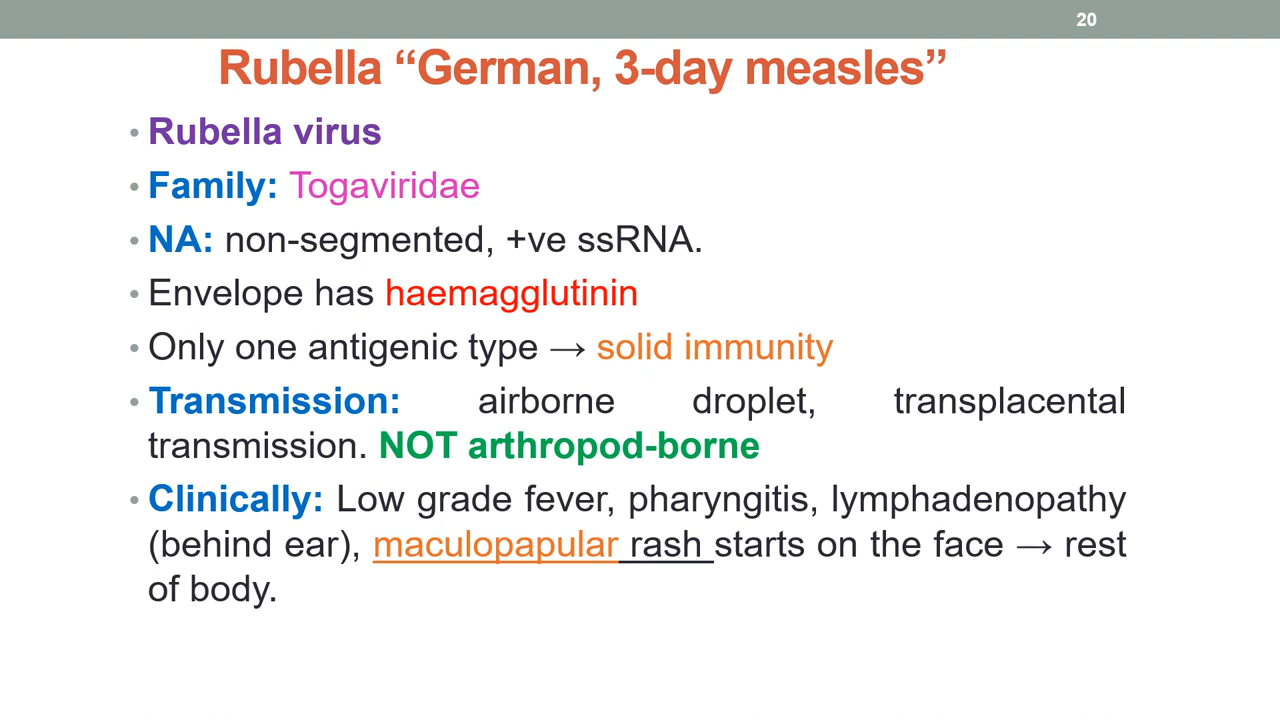 20
Rubella “German, 3-day measles”
• Rubella virus
• Family: Togaviridae
• NA: non-segmented, +ve ssRNA.
• Envelope has haemagglutinin
• Only one antigenic type → solid immunity
• Transmission: airborne droplet, transplacental
transmission. NOT arthropod-borne
• Clinically: Low grade fever, pharyngitis, lymphadenopathy
(behind ear), maculopapular rash starts on the face → rest
of body.